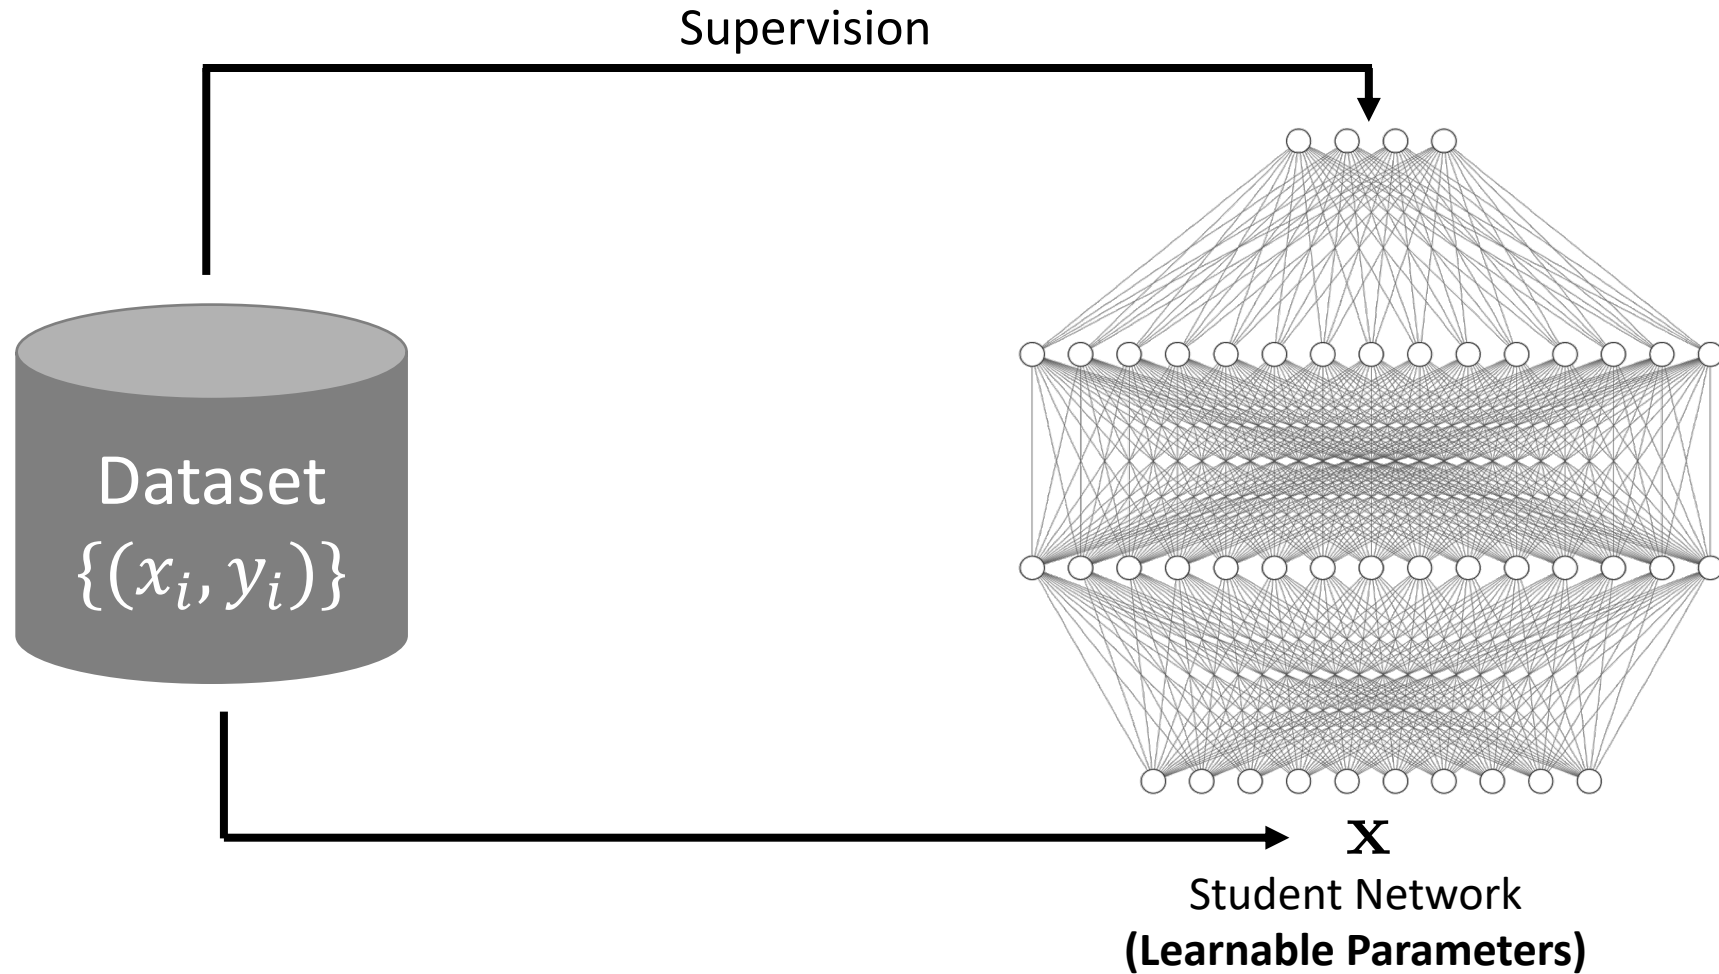 Supervision
Dataset
{(xᵢ, yᵢ)}
x
Student Network
(Learnable Parameters)